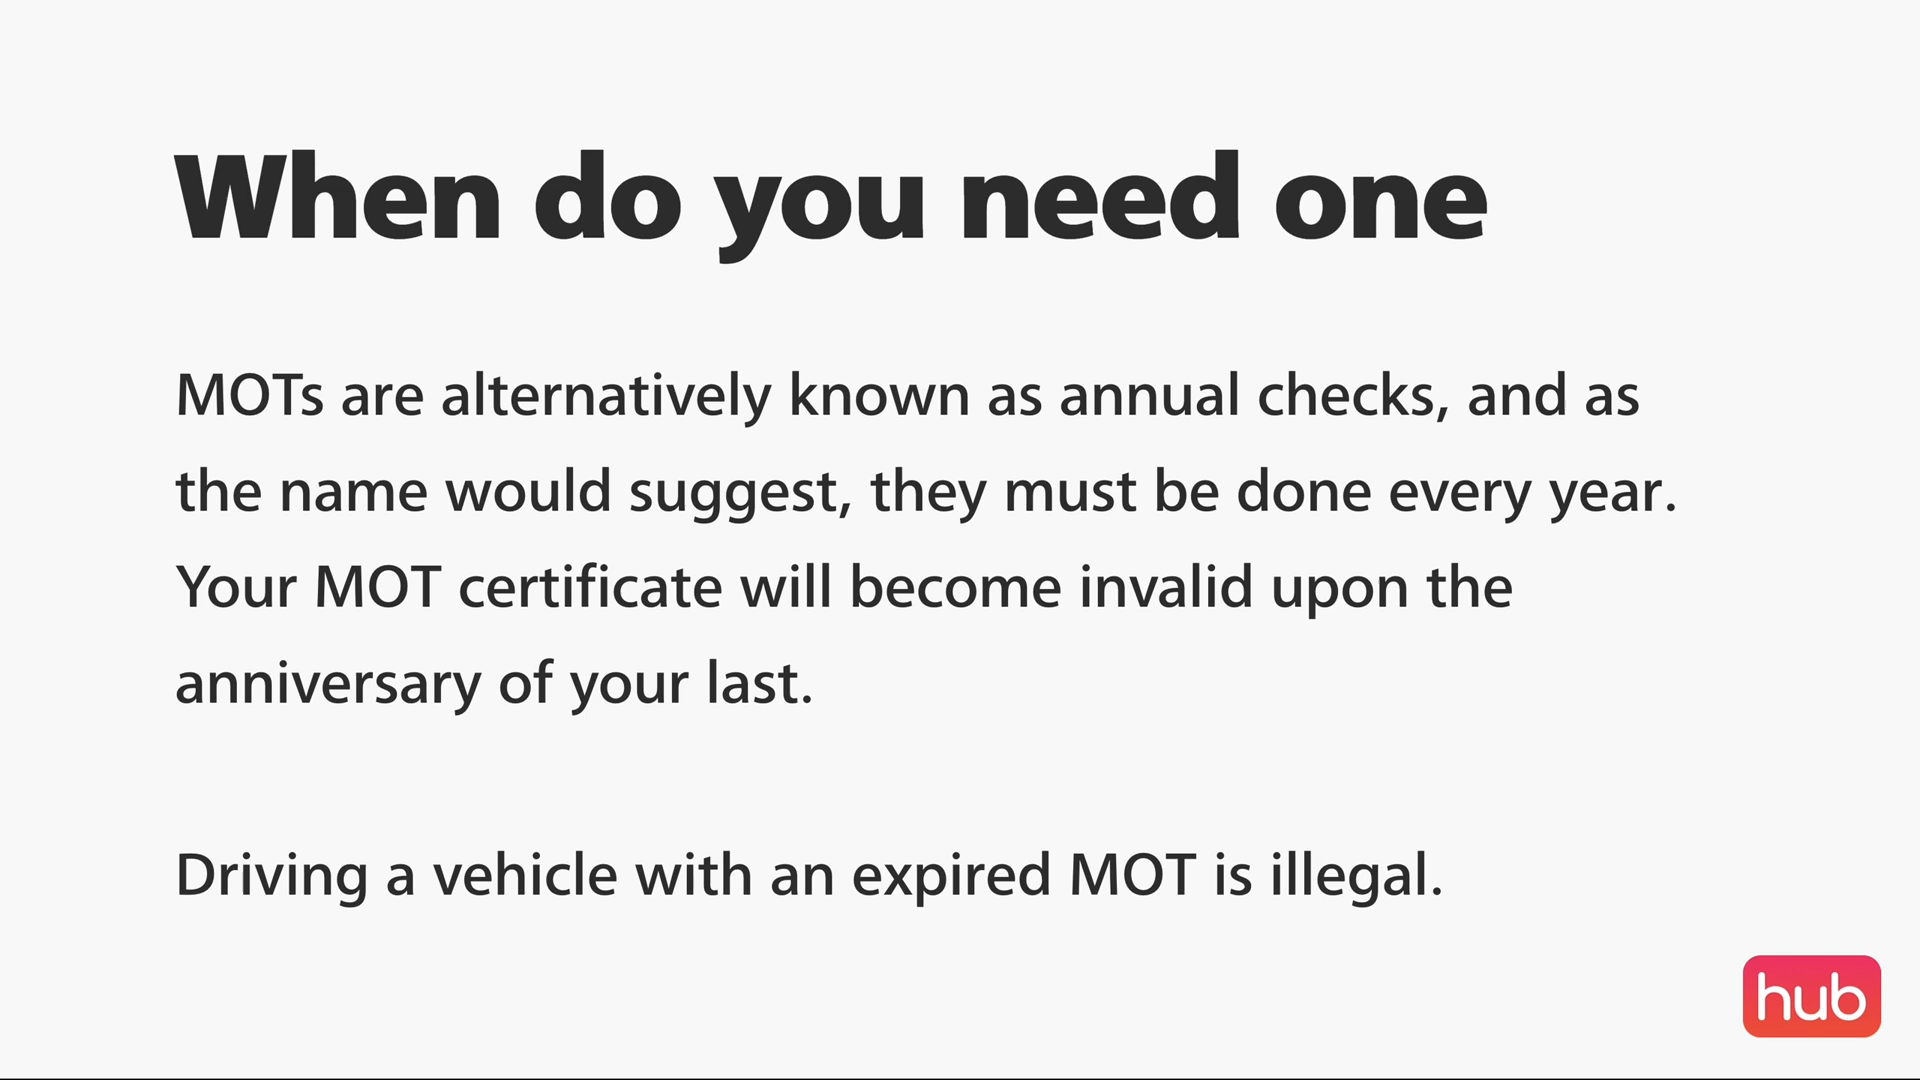 When do you need one
MOTs are alternatively known as annual checks, and as
the name would suggest, they must be done every year.
Your MOT certificate will become invalid upon the
anniversary of your last.
Driving a vehicle with an expired MOT is illegal.
hub